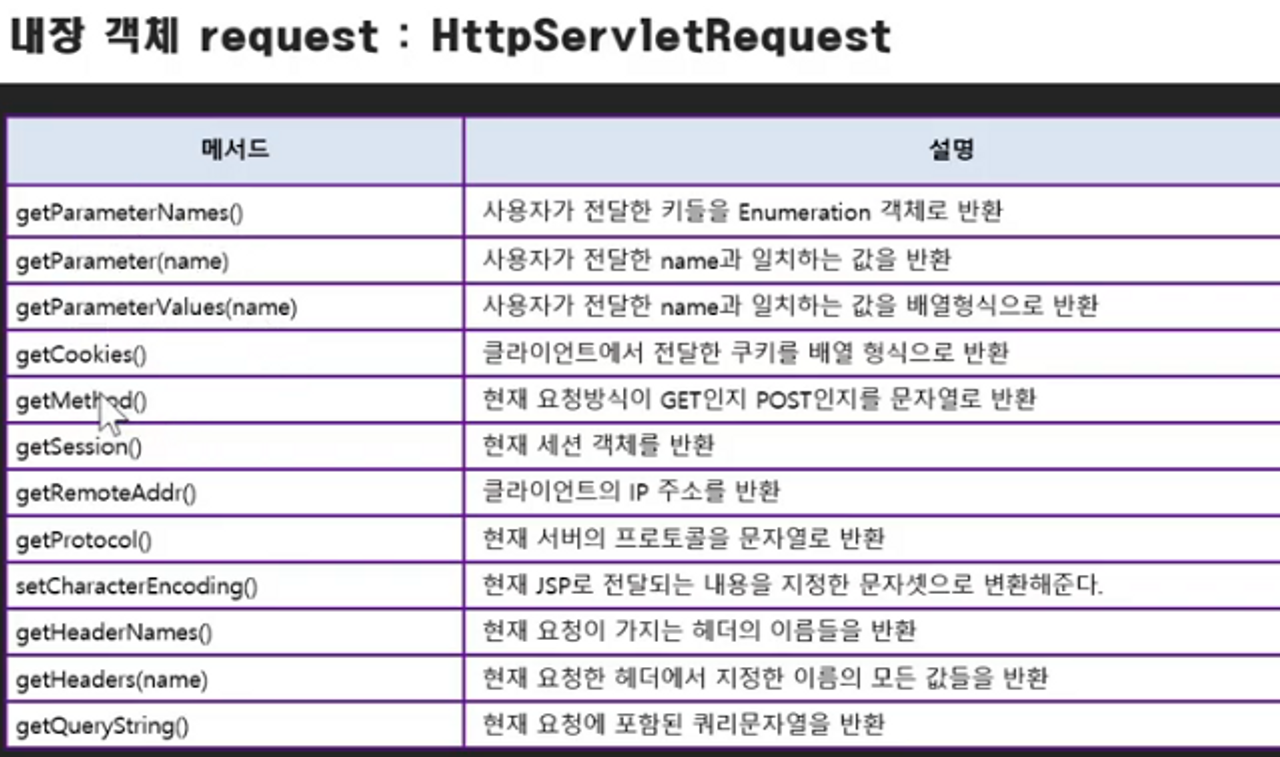 내장 객체 request : HttpServletRequest
메서드 설명
getParameterNames() 사용자가 전달한 키들을 Enumeration 객체로 반환
getParameter(name) 사용자가 전달한 name과 일치하는 값을 반환
getParameterValues(name) 사용자가 전달한 name과 일치하는 값을 배열형식으로 반환
getCookies() 클라이언트에서 전달한 쿠키를 배열 형식으로 반환
getMethod() 현재 요청방식이 GET인지 POST인지를 문자열로 반환
getSession() 현재 세션 객체를 반환
getRemoteAddr() 클라이언트의 IP 주소를 반환
getProtocol() 현재 서버의 프로토콜을 문자열로 반환
setCharacterEncoding() 현재 JSP로 전달되는 내용을 지정한 문자셋으로 변환해준다.
getHeaderNames() 현재 요청이 가지는 헤더의 이름들을 반환
getHeaders(name) 현재 요청한 헤더에서 지정한 이름의 모든 값들을 반환
getQueryString() 현재 요청에 포함된 쿼리문자열을 반환